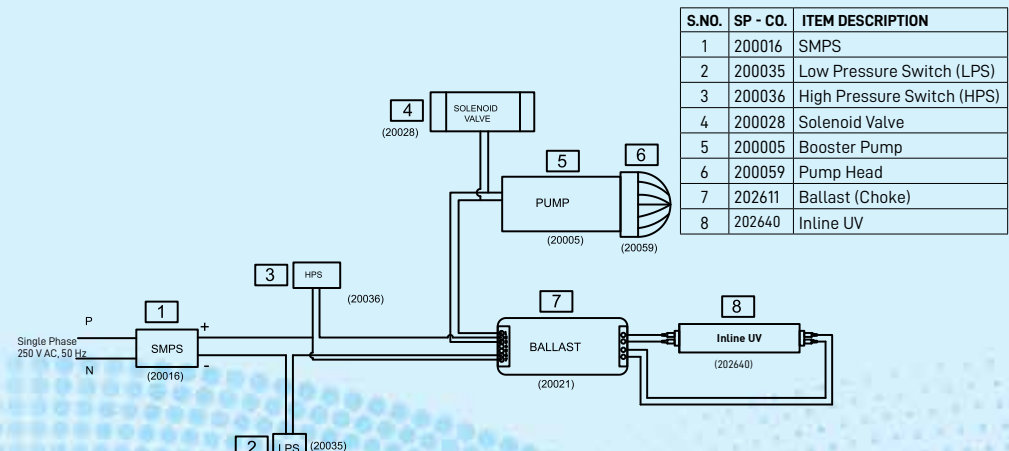 S.NO. SP - CO. ITEM DESCRIPTION
1 200016 SMPS
2 200035 Low Pressure Switch (LPS)
3 200036 High Pressure Switch (HPS)
4 200028 Solenoid Valve
5 200005 Booster Pump
6 200059 Pump Head
7 202611 Ballast (Choke)
8 202640 Inline UV
4
SOLENOID
VALVE
(20028)
5
6
PUMP
(20005)
(20059)
3
HPS
(20036)
1
P
Single Phase
250 V AC, 50 Hz
N
SMPS
+
-
(20016)
7
BALLAST
(20021)
8
Inline UV
(202640)
2
LPS
(20035)